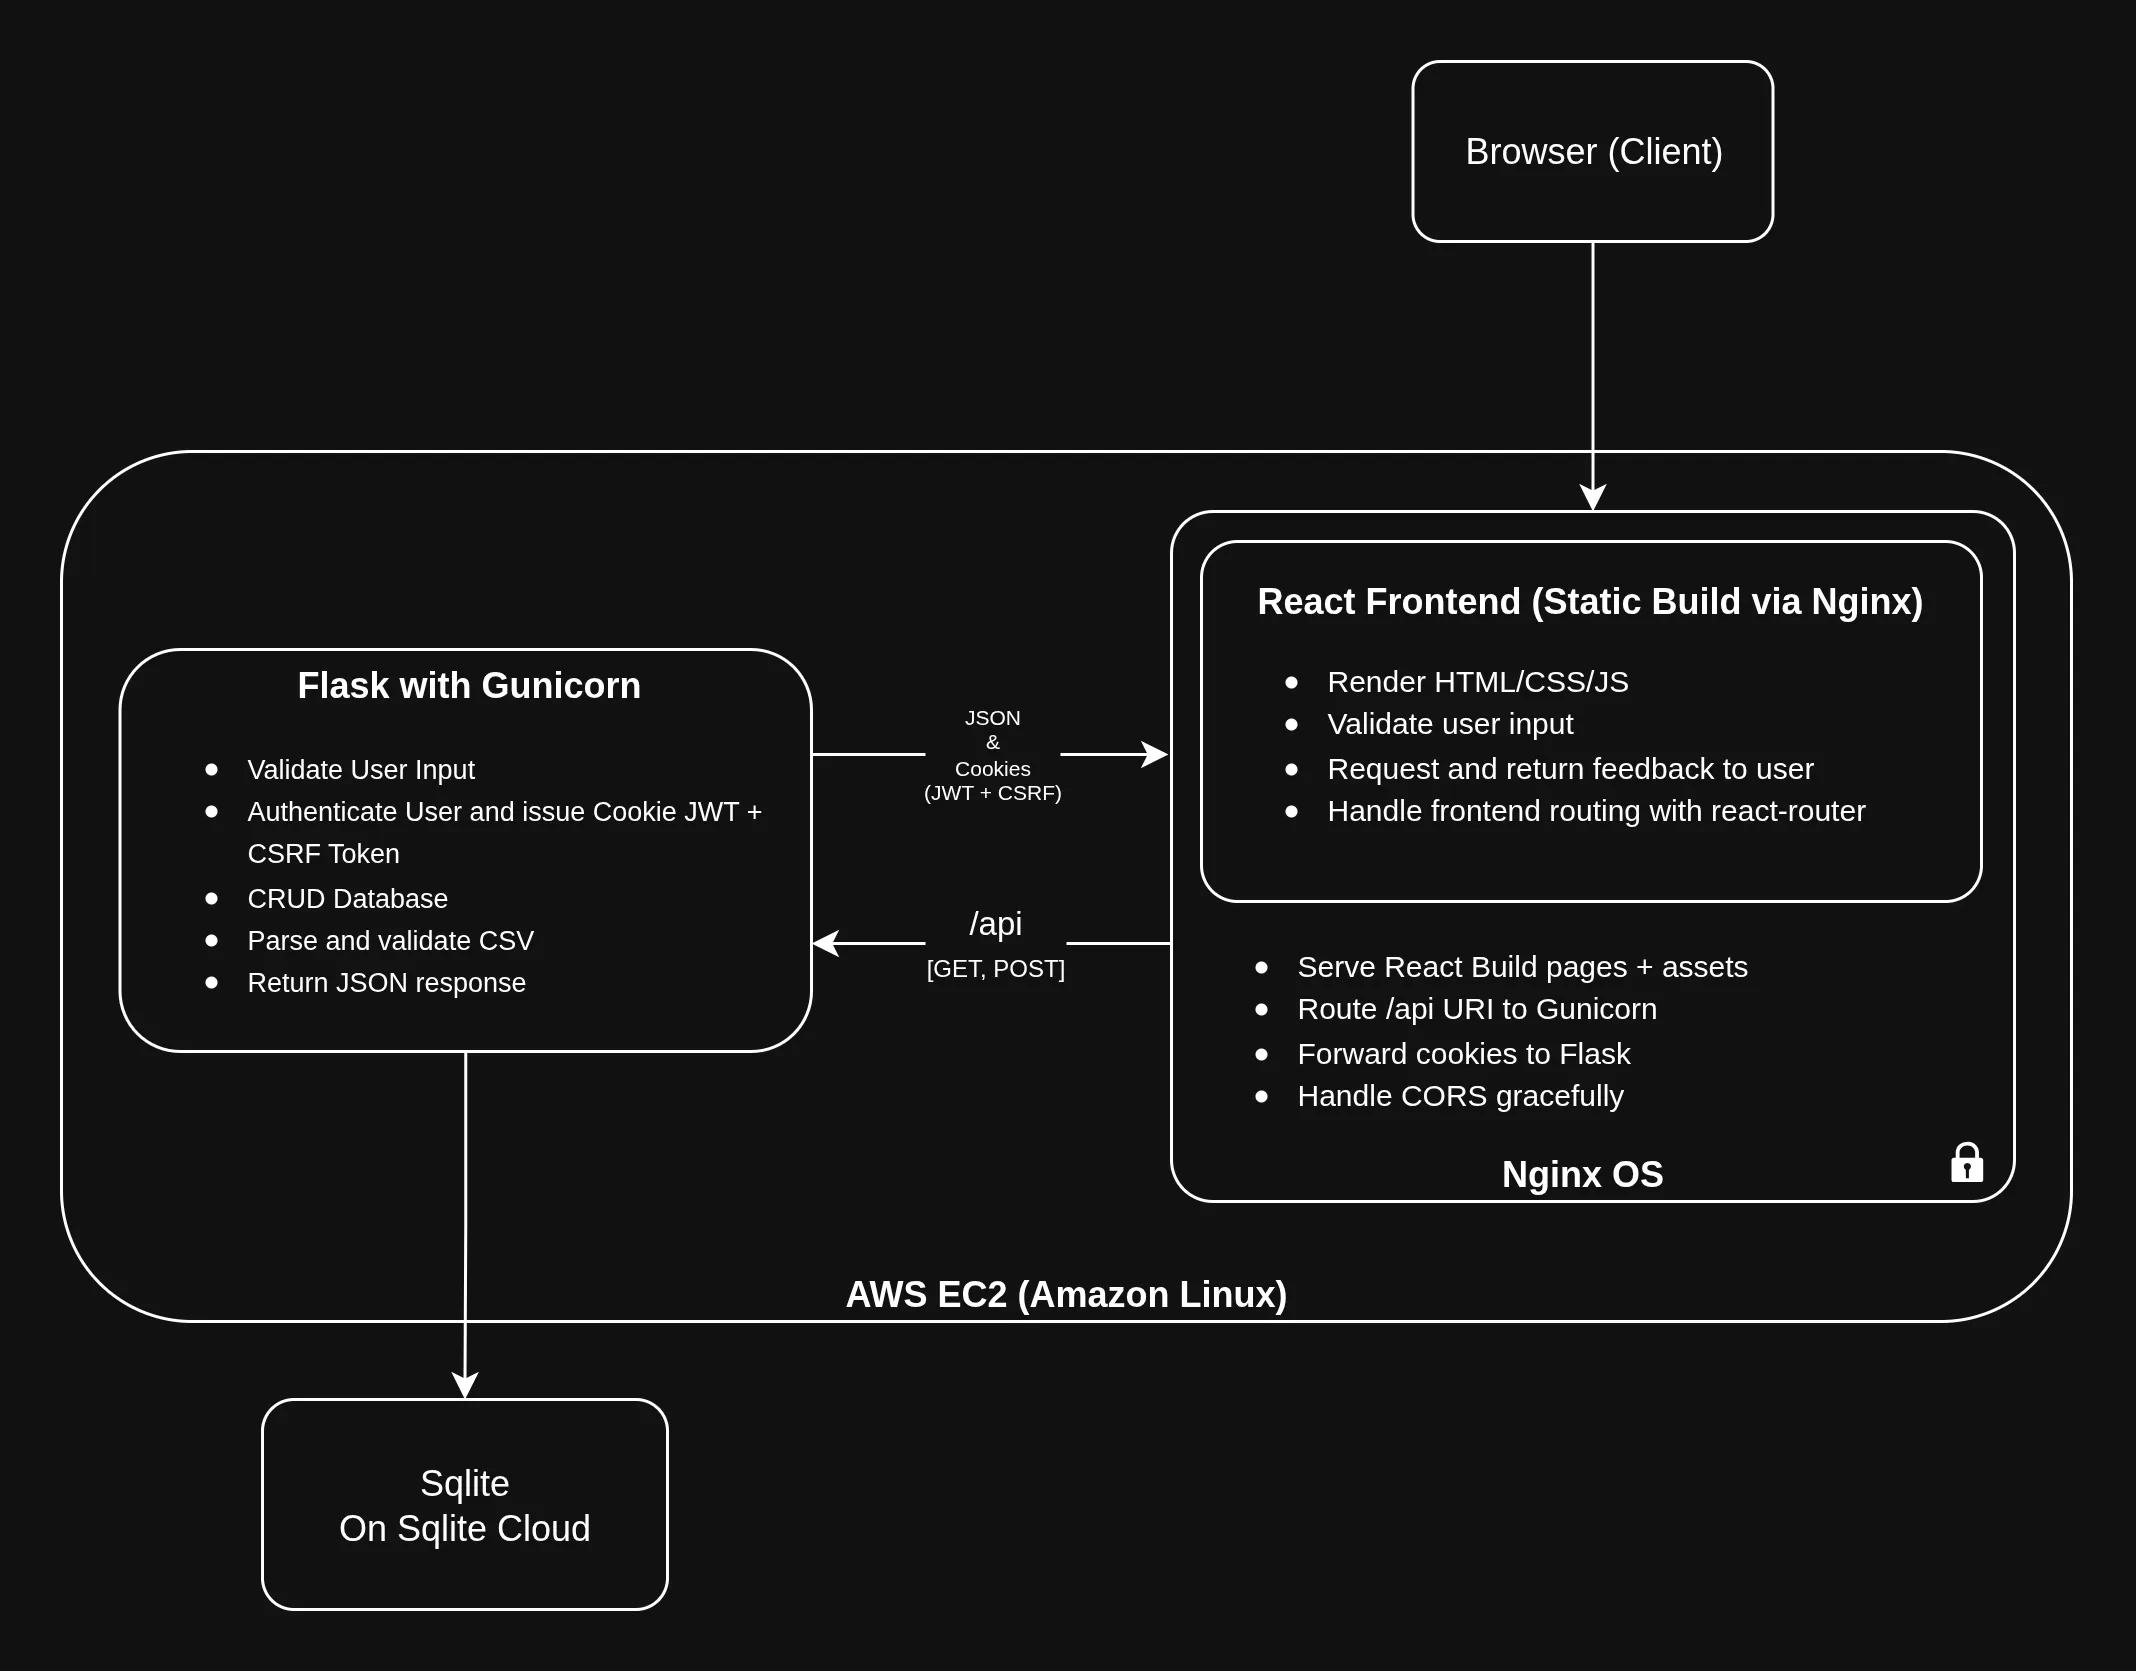 Browser (Client)
React Frontend (Static Build via Nginx)
Render HTML/CSS/JS
Validate user input
Request and return feedback to user
Handle frontend routing with react-router
Flask with Gunicorn
Validate User Input
Authenticate User and issue Cookie JWT +
CSRF Token
CRUD Database
Parse and validate CSV
Return JSON response
JSON
&
Cookies
(JWT + CSRF)
/api
[GET, POST]
Serve React Build pages + assets
Route /api URI to Gunicorn
Forward cookies to Flask
Handle CORS gracefully
Nginx OS
AWS EC2 (Amazon Linux)
Sqlite
On Sqlite Cloud